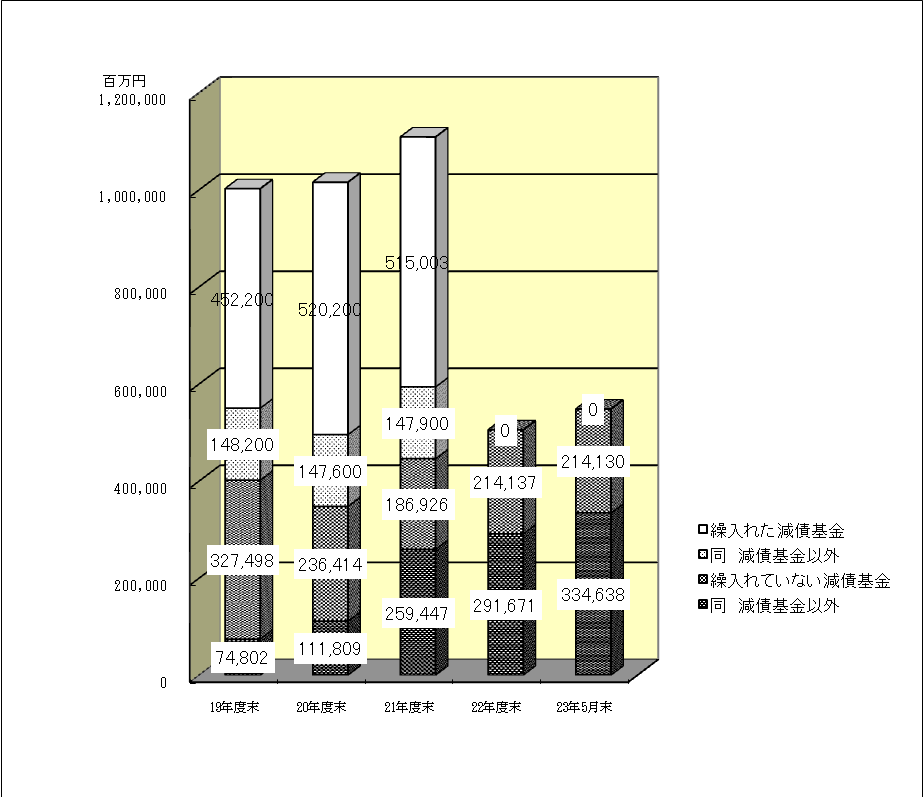 百万円
1,200,000
1,000,000
800,000
600,000
400,000
200,000
0
452,200
148,200
327,498
74,802
520,200
147,600
236,414
111,809
515,003
147,900
186,926
259,447
0
214,137
291,671
0
214,130
334,638
19年度末
20年度末
21年度末
22年度末
23年5月末
繰入れた減債基金
同　減債基金以外
繰入れていない減債基金
同　減債基金以外